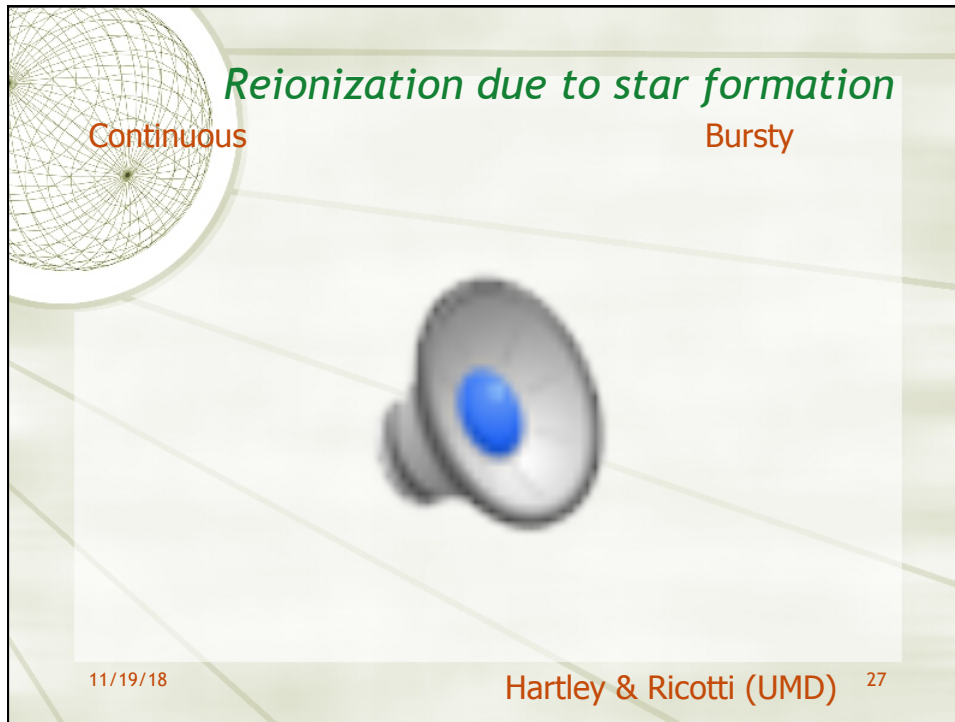 Reionization due to star formation
Continuous Bursty
11/19/18 Hartley & Ricotti (UMD) 27